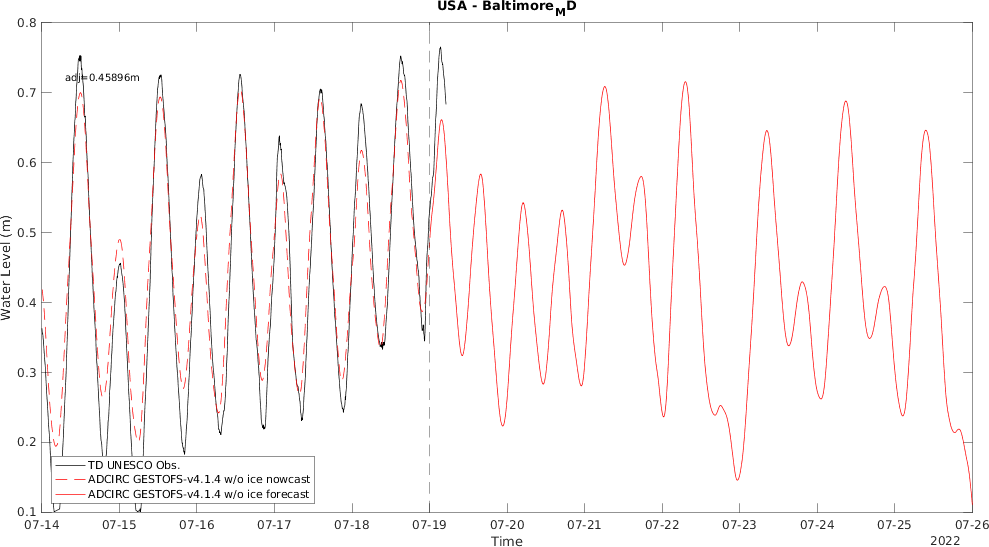 USA - Baltimore_MD
0.8
adj=0.45896m
0.7
0.6
0.5
Water Level (m)
0.4
0.3
0.2
0.1
TD UNESCO Obs.
ADCIRC GESTOFS-v4.1.4 w/o ice nowcast
ADCIRC GESTOFS-v4.1.4 w/o ice forecast
07-14 07-15 07-16 07-17 07-18 07-19 07-20 07-21 07-22 07-23 07-24 07-25 07-26
Time
2022